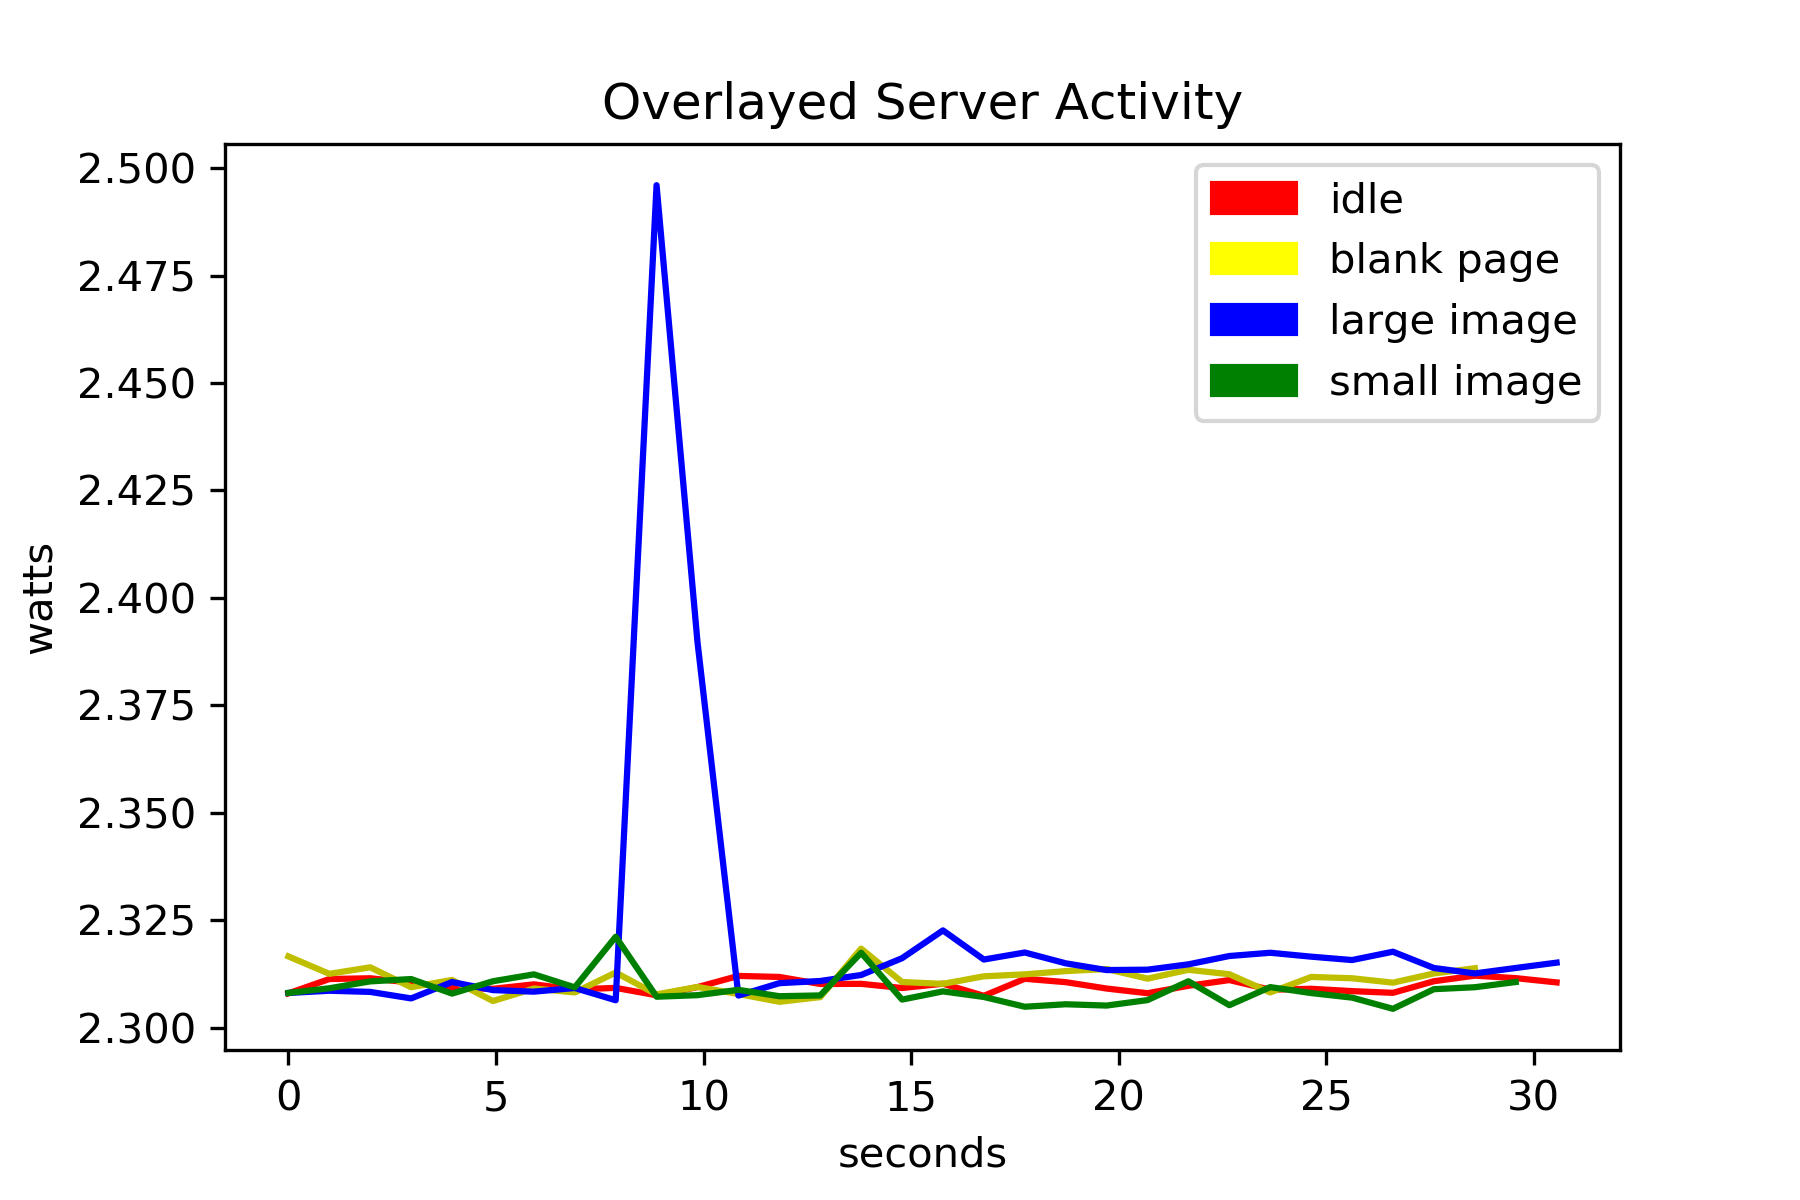 Overlayed Server Activity
2.500
2.475
2.450
2.425
2.400
2.375
2.350
2.325
2.300
watts
idle
blank page
large image
small image
0 5 10 15 20 25 30
seconds